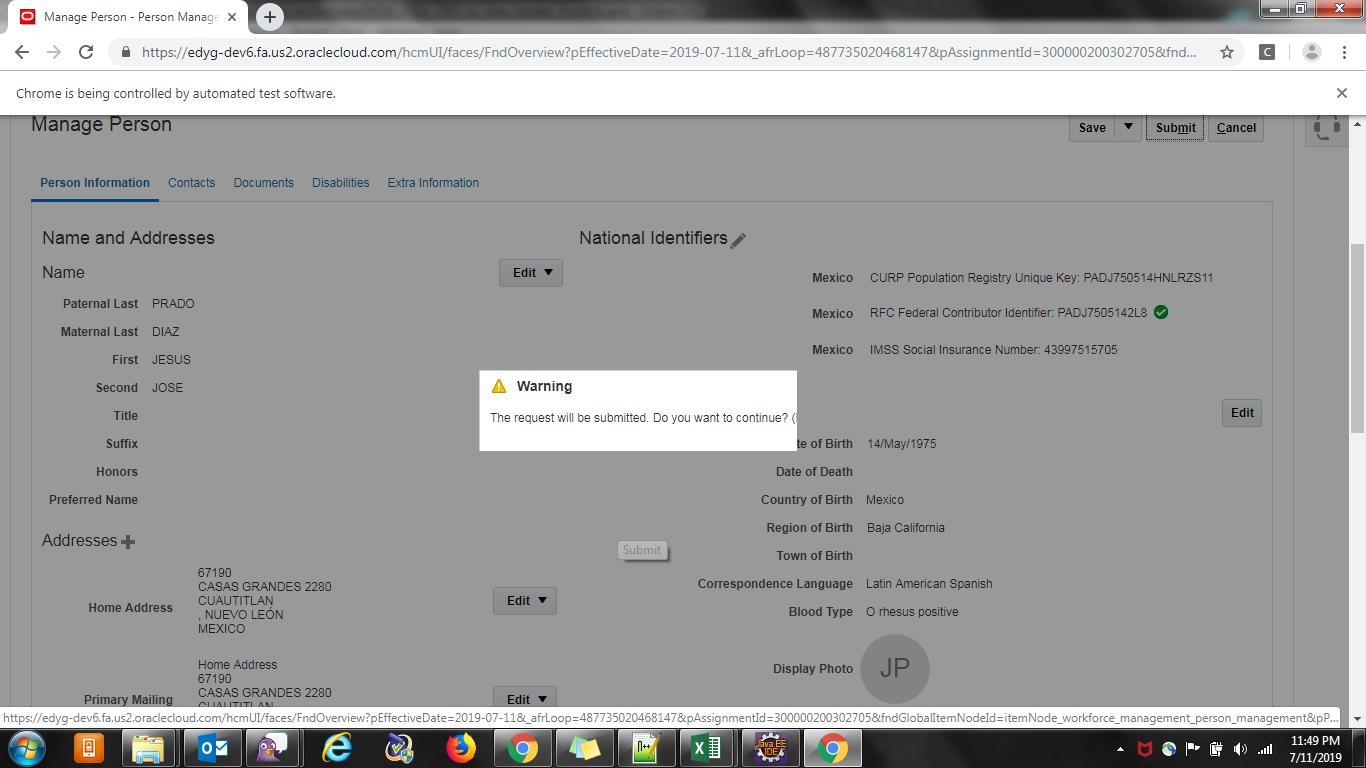 Manage Person - Person Manage
https://edyg-dev6.fa.us2.oraclecloud.com/hcmUI/faces/FndOverview?pEffectiveDate=2019-07-11&_afrLoop=487735020468147&pAssignmentId=300000200302705&fnd...
C
Chrome is being controlled by automated test software.
Manage Person
Save
Submit
Cancel
Person Information
Contacts
Documents
Disabilities
Extra Information
Name and Addresses
Name
Edit
Paternal Last PRADO
Maternal Last DIAZ
First JESUS
Second JOSE
Title
Suffix
Honors
Preferred Name
Addresses
Home Address
67190
CASAS GRANDES 2280
CUAUTITLAN
, NUEVO LEÓN
MEXICO
Edit
Primary Mailing
Home Address
67190
CASAS GRANDES 2280
CUAUTITLAN
Edit
National Identifiers
Mexico CURP Population Registry Unique Key: PADJ750514HNLRZS11
Mexico RFC Federal Contributor Identifier: PADJ7505142L8
Mexico IMSS Social Insurance Number: 43997515705
Edit
te of Birth 14/May/1975
Date of Death
Country of Birth Mexico
Region of Birth Baja California
Town of Birth
Correspondence Language Latin American Spanish
Blood Type O rhesus positive
Display Photo JP
Warning
The request will be submitted. Do you want to continue? (
Submit
https://edyg-dev6.fa.us2.oraclecloud.com/hcmUI/faces/FndOverview?pEffectiveDate=2019-07-11&_afrLoop=487735020468147&pAssignmentId=300000200302705&fndGlobalItemNodeId=itemNode_workforce_management_person_management&pP...
Java EE
IDE
11:49 PM
7/11/2019